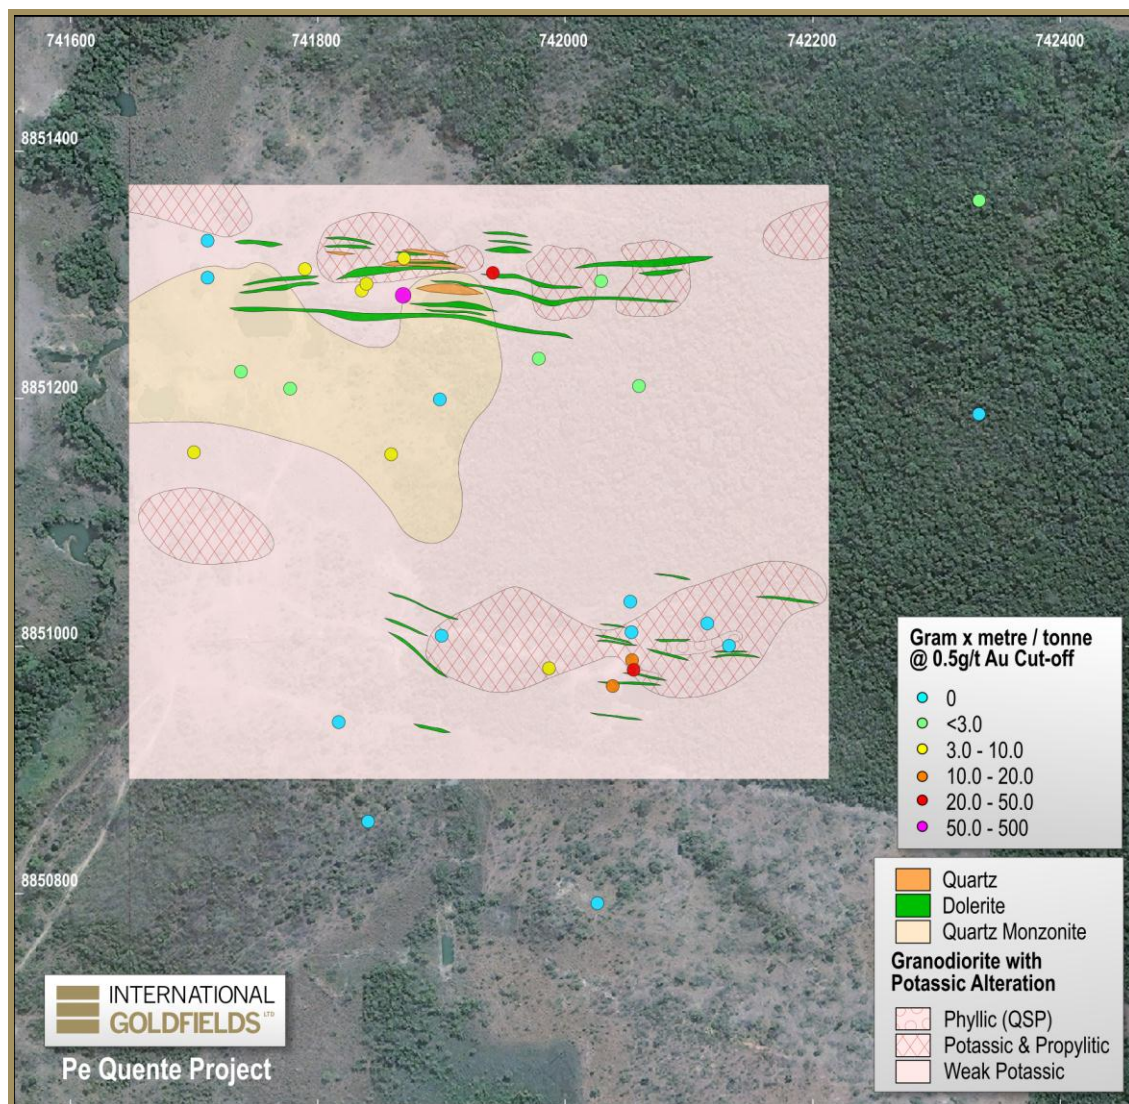 741600
741800
742000
742200
742400
8851400
8851200
8851000
8850800
Gram x metre / tonne
@ 0.5g/t Au Cut-off
0
<3.0
3.0 - 10.0
10.0 - 20.0
20.0 - 50.0
50.0 - 500
Quartz
Dolerite
Quartz Monzonite
Granodiorite with
Potassic Alteration
Phyllic (QSP)
Potassic & Propylitic
Weak Potassic
INTERNATIONAL
GOLDFIELDS LTD
Pe Quente Project